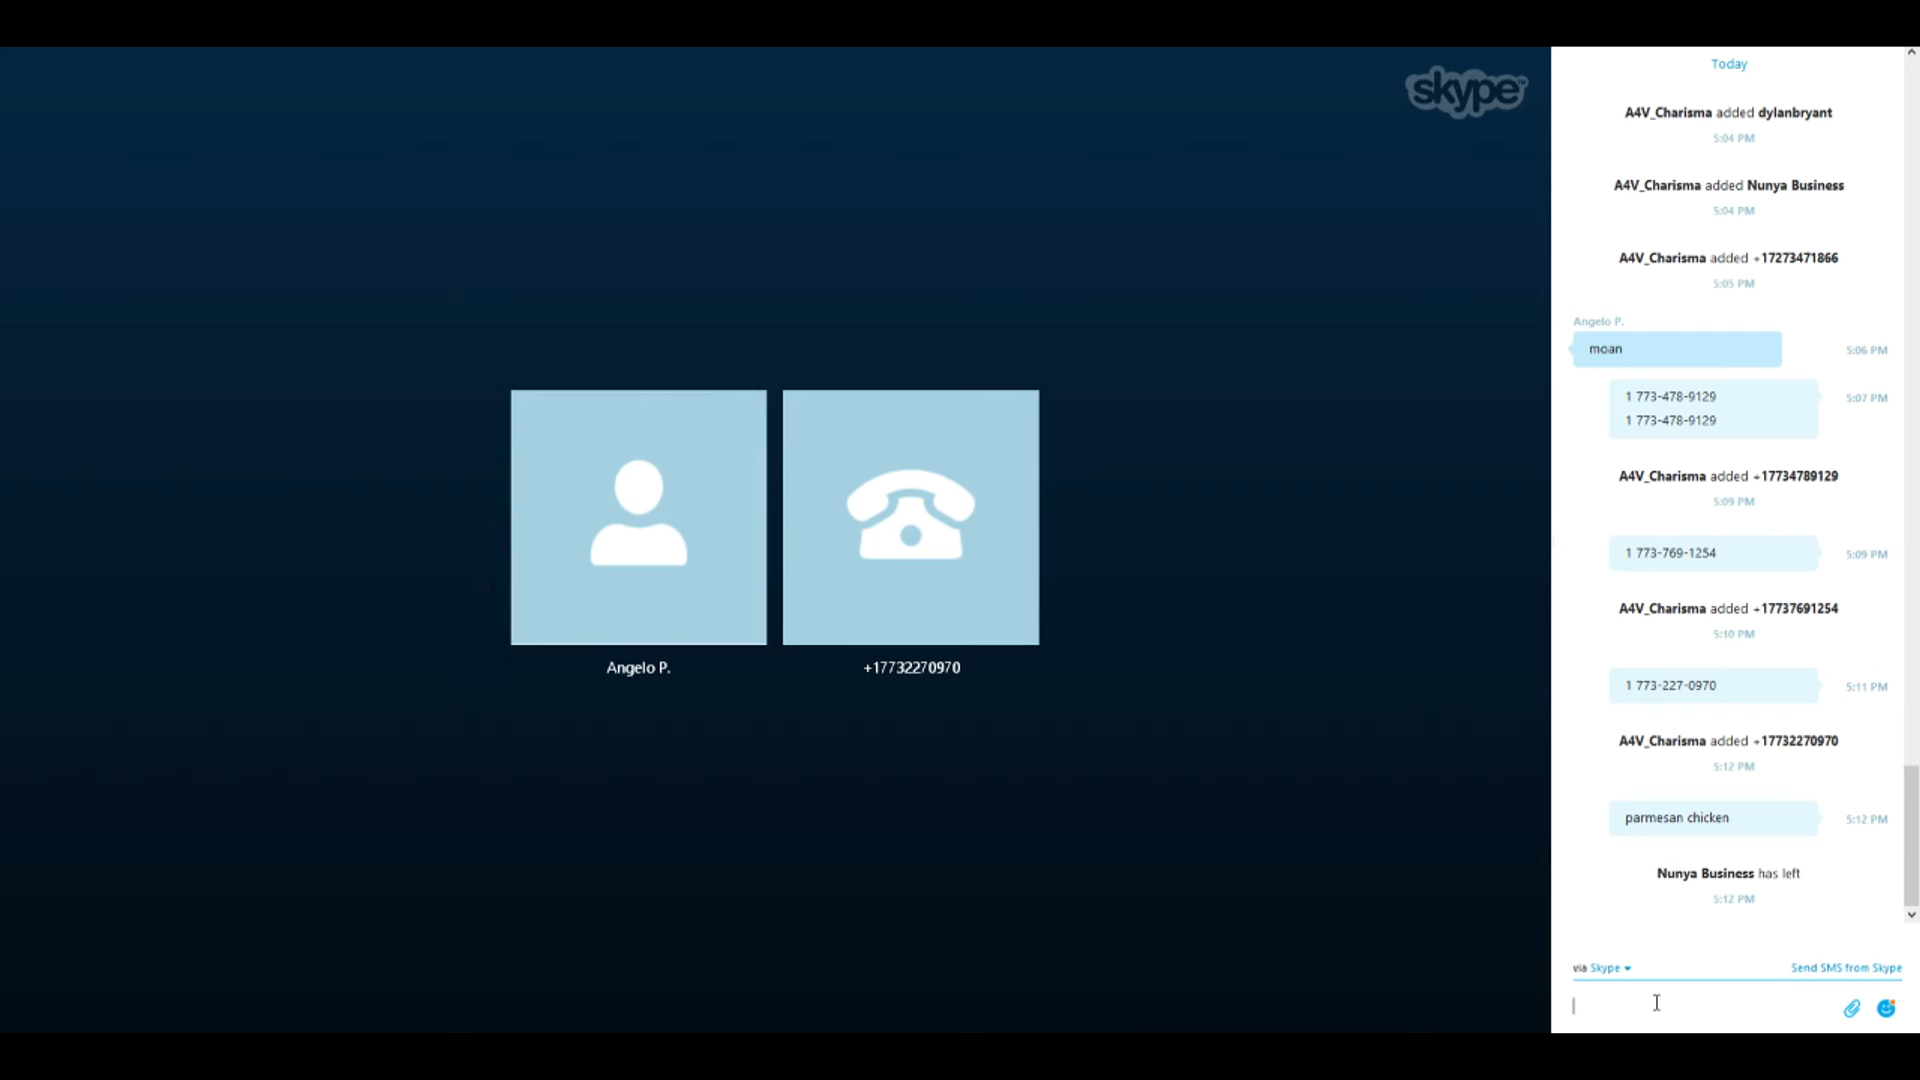 skype™
Today
A4V_Charisma added dylanbryant
5:04 PM
A4V_Charisma added Nunya Business
5:04 PM
A4V_Charisma added +17273471866
5:05 PM
Angelo P.
moan
5:06 PM
1 773-478-9129
5:07 PM
1 773-478-9129
A4V_Charisma added +17734789129
5:09 PM
1 773-769-1254
5:09 PM
A4V_Charisma added +17737691254
5:10 PM
1 773-227-0970
5:11 PM
A4V_Charisma added +17732270970
5:12 PM
parmesan chicken
5:12 PM
Nunya Business has left
5:12 PM
via Skype
Send SMS from Skype
Angelo P.
+17732270970